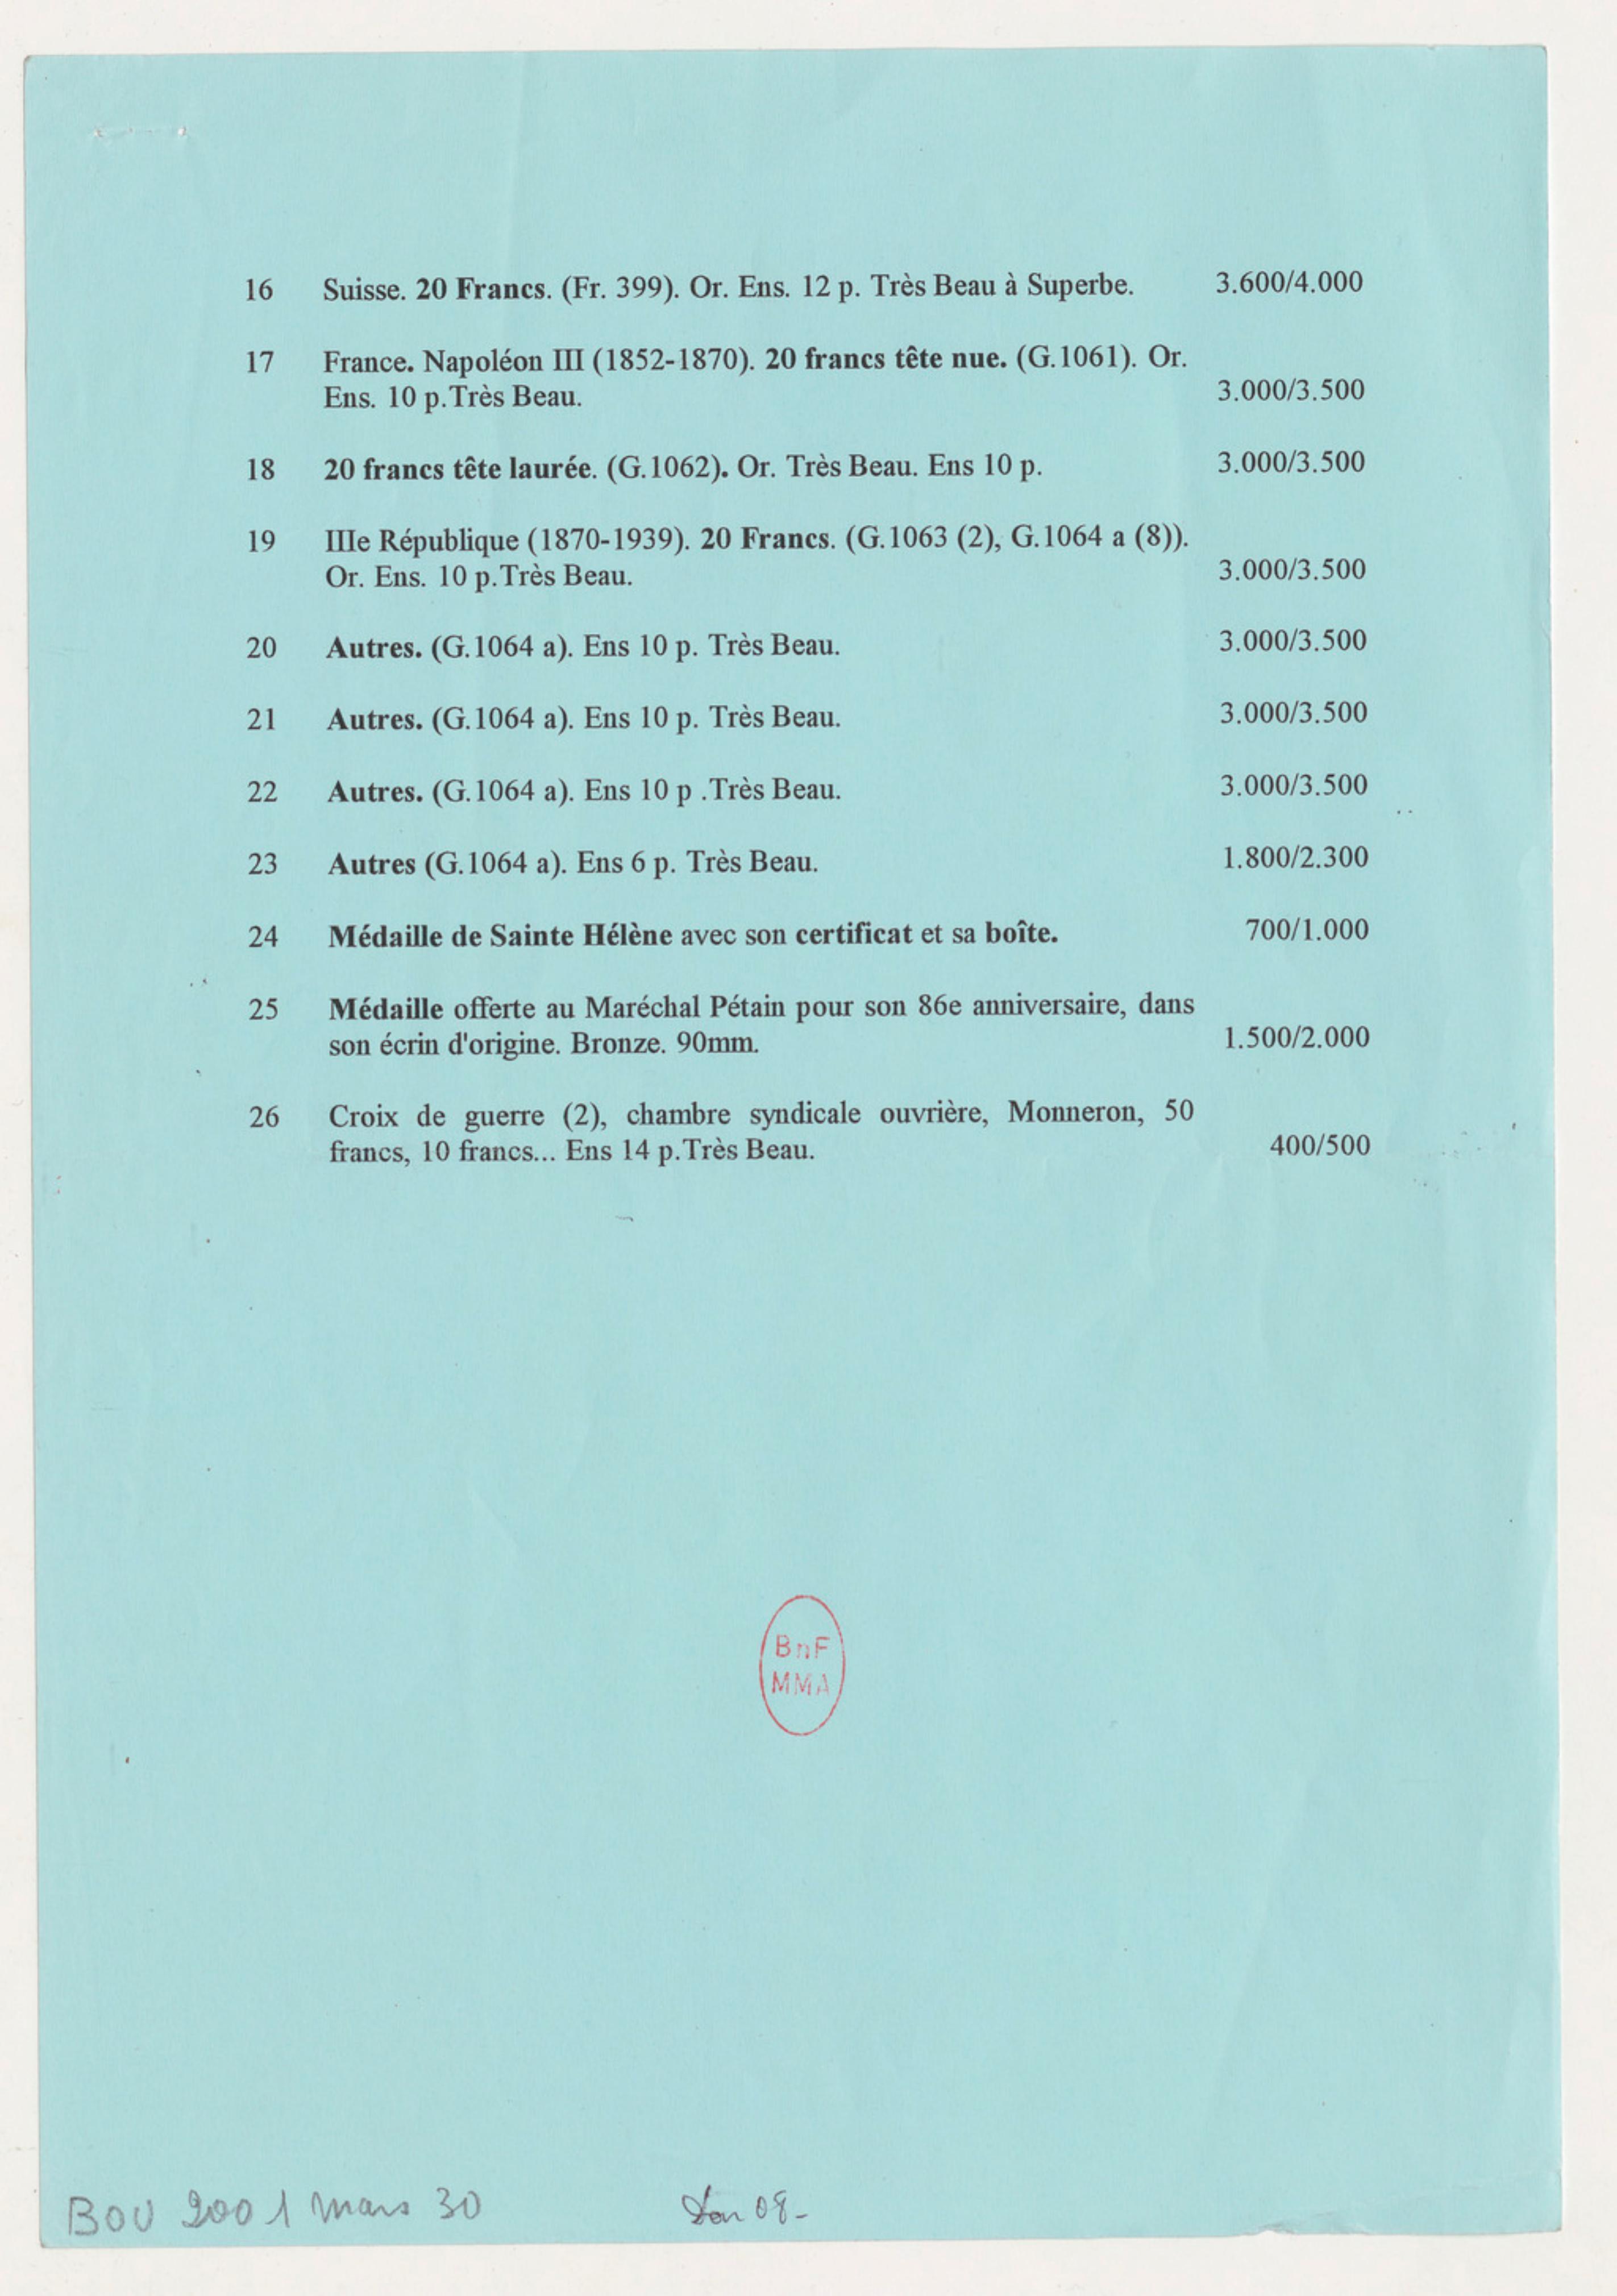 16 Suisse. 20 Francs. (Fr. 399). Or. Ens. 12 p. Très Beau à Superbe. 3.600/4.000
17 France. Napoléon III (1852-1870). 20 francs tête nue. (G.1061). Or.
Ens. 10 p.Très Beau. 3.000/3.500
18 20 francs tête laurée. (G.1062). Or. Très Beau. Ens 10 p. 3.000/3.500
19 IIIe République (1870-1939). 20 Francs. (G.1063 (2), G.1064 a (8)).
Or. Ens. 10 p.Très Beau. 3.000/3.500
20 Autres. (G.1064 a). Ens 10 p. Très Beau. 3.000/3.500
21 Autres. (G.1064 a). Ens 10 p. Très Beau. 3.000/3.500
22 Autres. (G.1064 a). Ens 10 p .Très Beau. 3.000/3.500
23 Autres (G.1064 a). Ens 6 p. Très Beau. 1.800/2.300
24 Médaille de Sainte Hélène avec son certificat et sa boîte. 700/1.000
25 Médaille offerte au Maréchal Pétain pour son 86e anniversaire, dans
son écrin d'origine. Bronze. 90mm. 1.500/2.000
26 Croix de guerre (2), chambre syndicale ouvrière, Monneron, 50
francs, 10 francs... Ens 14 p.Très Beau. 400/500
BnF
MMA
BOU 2001 mars 30 Don 08-